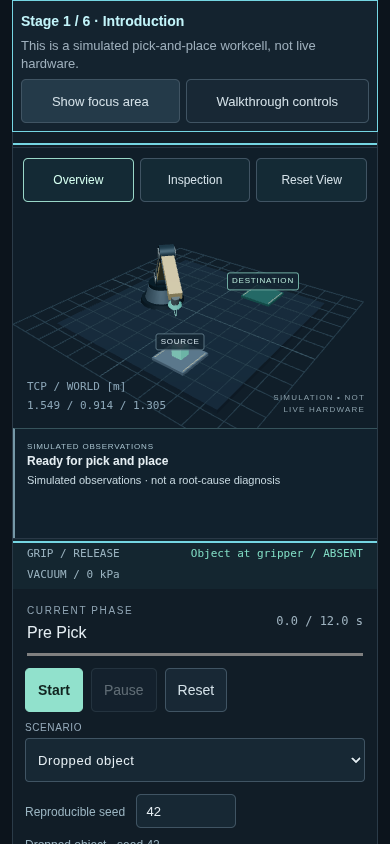 Stage 1 / 6 · Introduction
This is a simulated pick-and-place workcell, not live
hardware.
Show focus area
Walkthrough controls
Overview
Inspection
Reset View
DESTINATION
SOURCE
TCP / WORLD [m]
1.549 / 0.914 / 1.305
SIMULATION • NOT
LIVE HARDWARE
SIMULATED OBSERVATIONS
Ready for pick and place
Simulated observations · not a root-cause diagnosis
GRIP / RELEASE
Object at gripper / ABSENT
VACUUM / 0 kPa
CURRENT PHASE
Pre Pick
0.0 / 12.0 s
Start
Pause
Reset
SCENARIO
Dropped object
Reproducible seed
42
Dropped object · seed 42